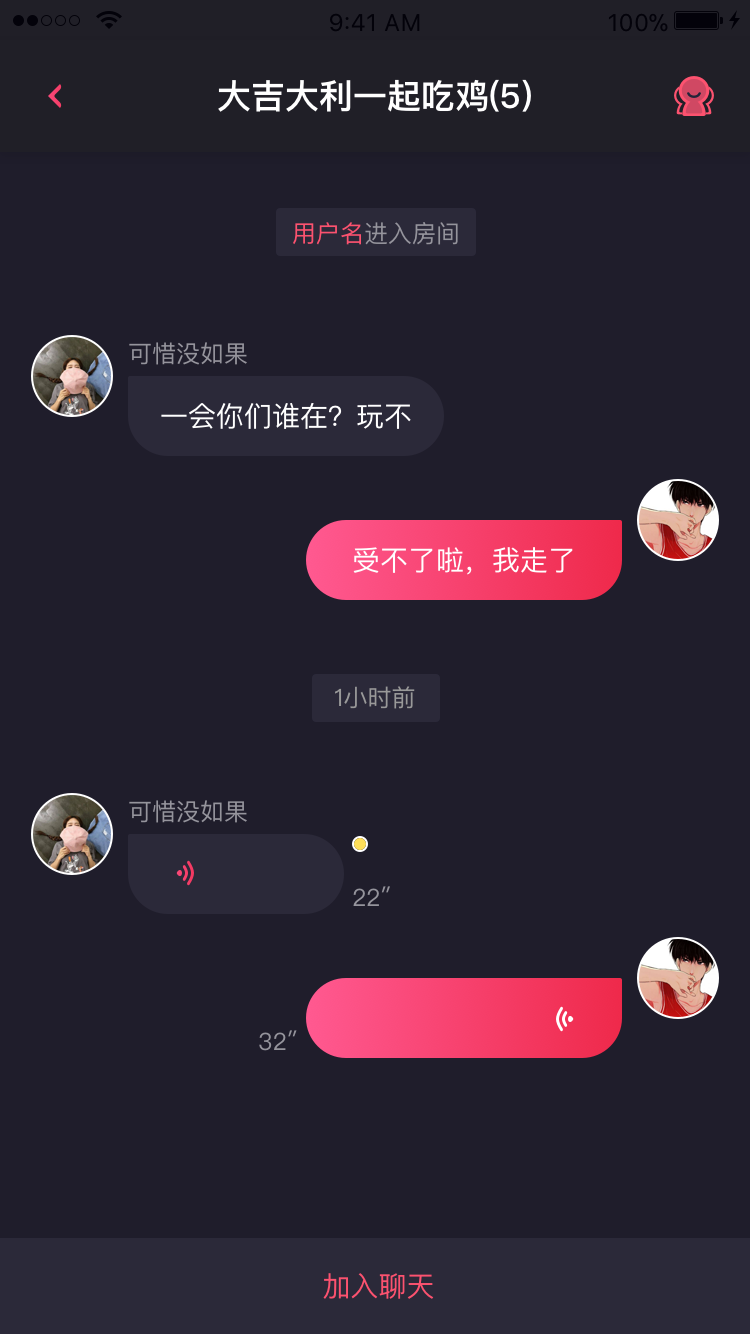 9:41 AM 100%
大吉大利一起吃鸡(5)
用户名进入房间
可惜没如果
一会你们谁在？玩不
受不了啦，我走了
1小时前
可惜没如果
22″
32″
加入聊天